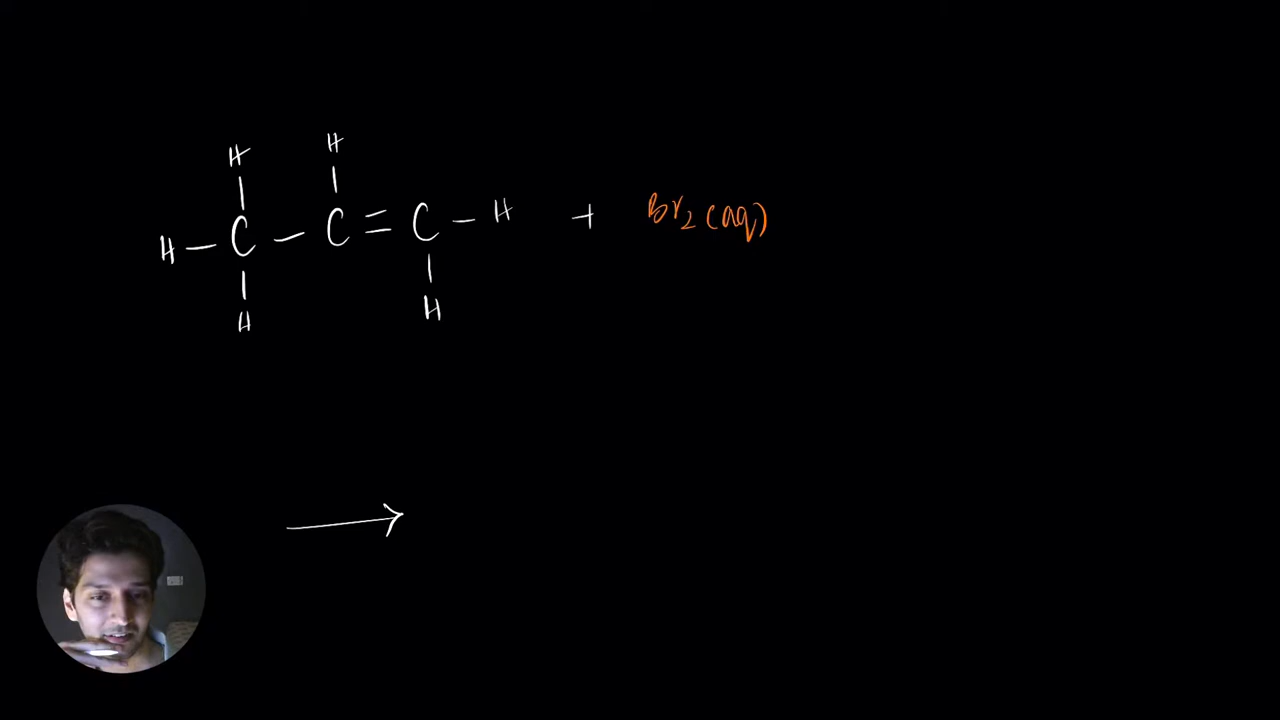 H H
H - C - C = C - H + Br2 (aq)
H H
→